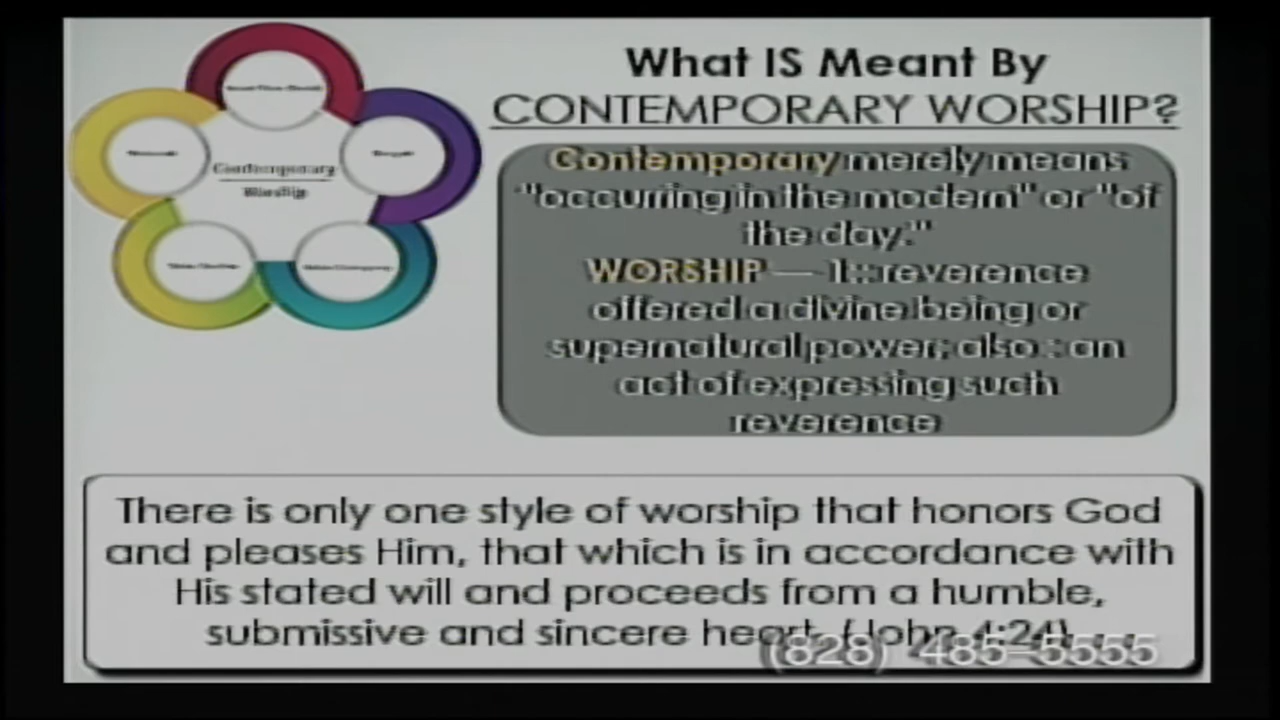 What IS Meant By
CONTEMPORARY WORSHIP?
Contemporary
Worship
Contemporary merely means
"occurring in the modern" or "of
the day."
WORSHIP — 1 : reverence
offered a divine being or
supernatural power; also : an
act of expressing such
reverence
There is only one style of worship that honors God
and pleases Him, that which is in accordance with
His stated will and proceeds from a humble,
submissive and sincere heart. (John 4:24)
(828) 485-5555